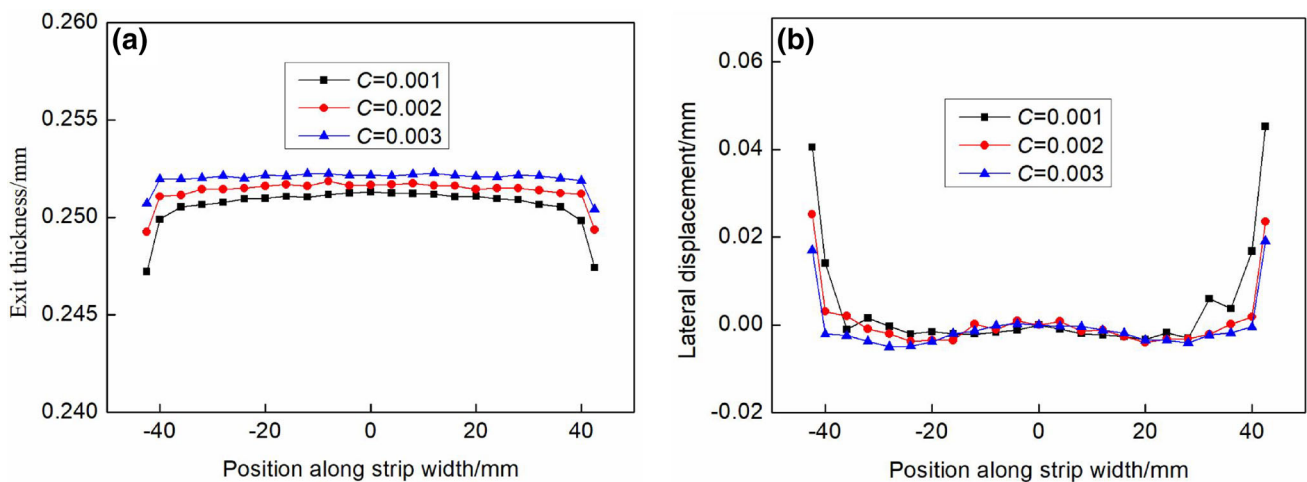 (a)
C=0.001
C=0.002
C=0.003
0.260
0.255
0.250
0.245
0.240
Exit thickness/mm
-40
-20
0
20
40
Position along strip width/mm
(b)
C=0.001
C=0.002
C=0.003
0.06
0.04
0.02
0.00
-0.02
Lateral displacement/mm
-40
-20
0
20
40
Position along strip width/mm